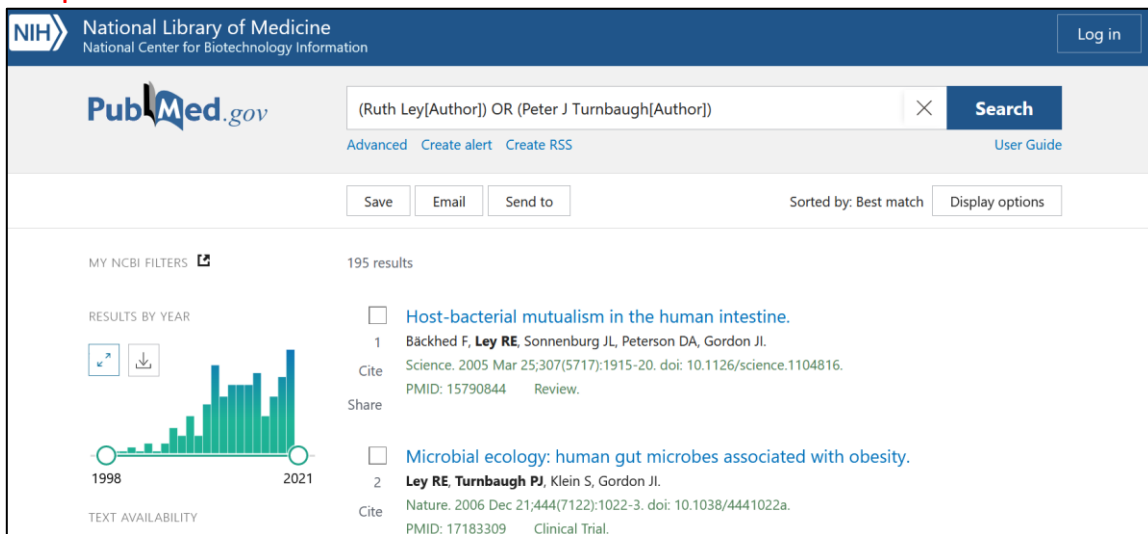 NIH
National Library of Medicine
National Center for Biotechnology Information
Log in
PubMed.gov
(Ruth Ley[Author]) OR (Peter J Turnbaugh[Author])
Search
Advanced Create alert Create RSS
User Guide
Save Email Send to
Sorted by: Best match Display options
MY NCBI FILTERS
195 results
RESULTS BY YEAR
1998 2021
TEXT AVAILABILITY
Host-bacterial mutualism in the human intestine.
1 Bäckhed F, Ley RE, Sonnenburg JL, Peterson DA, Gordon JI.
Cite Science. 2005 Mar 25;307(5717):1915-20. doi: 10.1126/science.1104816.
PMID: 15790844 Review.
Share
Microbial ecology: human gut microbes associated with obesity.
2 Ley RE, Turnbaugh PJ, Klein S, Gordon JI.
Cite Nature. 2006 Dec 21;444(7122):1022-3. doi: 10.1038/4441022a.
PMID: 17183309 Clinical Trial.